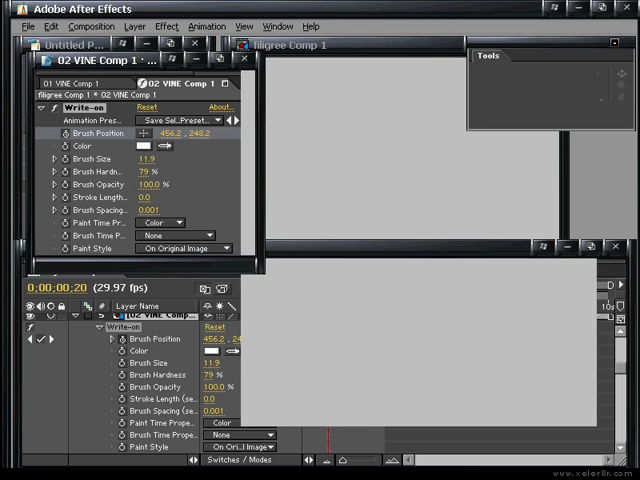 Adobe After Effects
File Edit Composition Layer Effect Animation View Window Help
Untitled P...
filigree Comp 1
02 VINE Comp 1 · ...
Tools
01 VINE Comp 1
02 VINE Comp 1
filigree Comp 1 * 02 VINE Comp 1
Write-on Reset About...
Animation Pres... Save Sel...Preset...
Brush Position 456.2 , 248.2
Color
Brush Size 11.9
Brush Hardn... 79 %
Brush Opacity 100.0 %
Stroke Length... 0.0
Brush Spacing... 0.001
Paint Time Pr... Color
Brush Time P... None
Paint Style On Original Image
0;00;00;20 (29.97 fps)
10s
# Layer Name
5 [02 VINE Comp...
Write-on Reset
Brush Position 456.2 , 24
Color
Brush Size 11.9
Brush Hardness 79 %
Brush Opacity 100.0 %
Stroke Length (se... 0.0
Brush Spacing (se... 0.001
Paint Time Prope... Color
Brush Time Prope... None
Paint Style On Ori...l Image
Switches / Modes
www.xeler8r.com